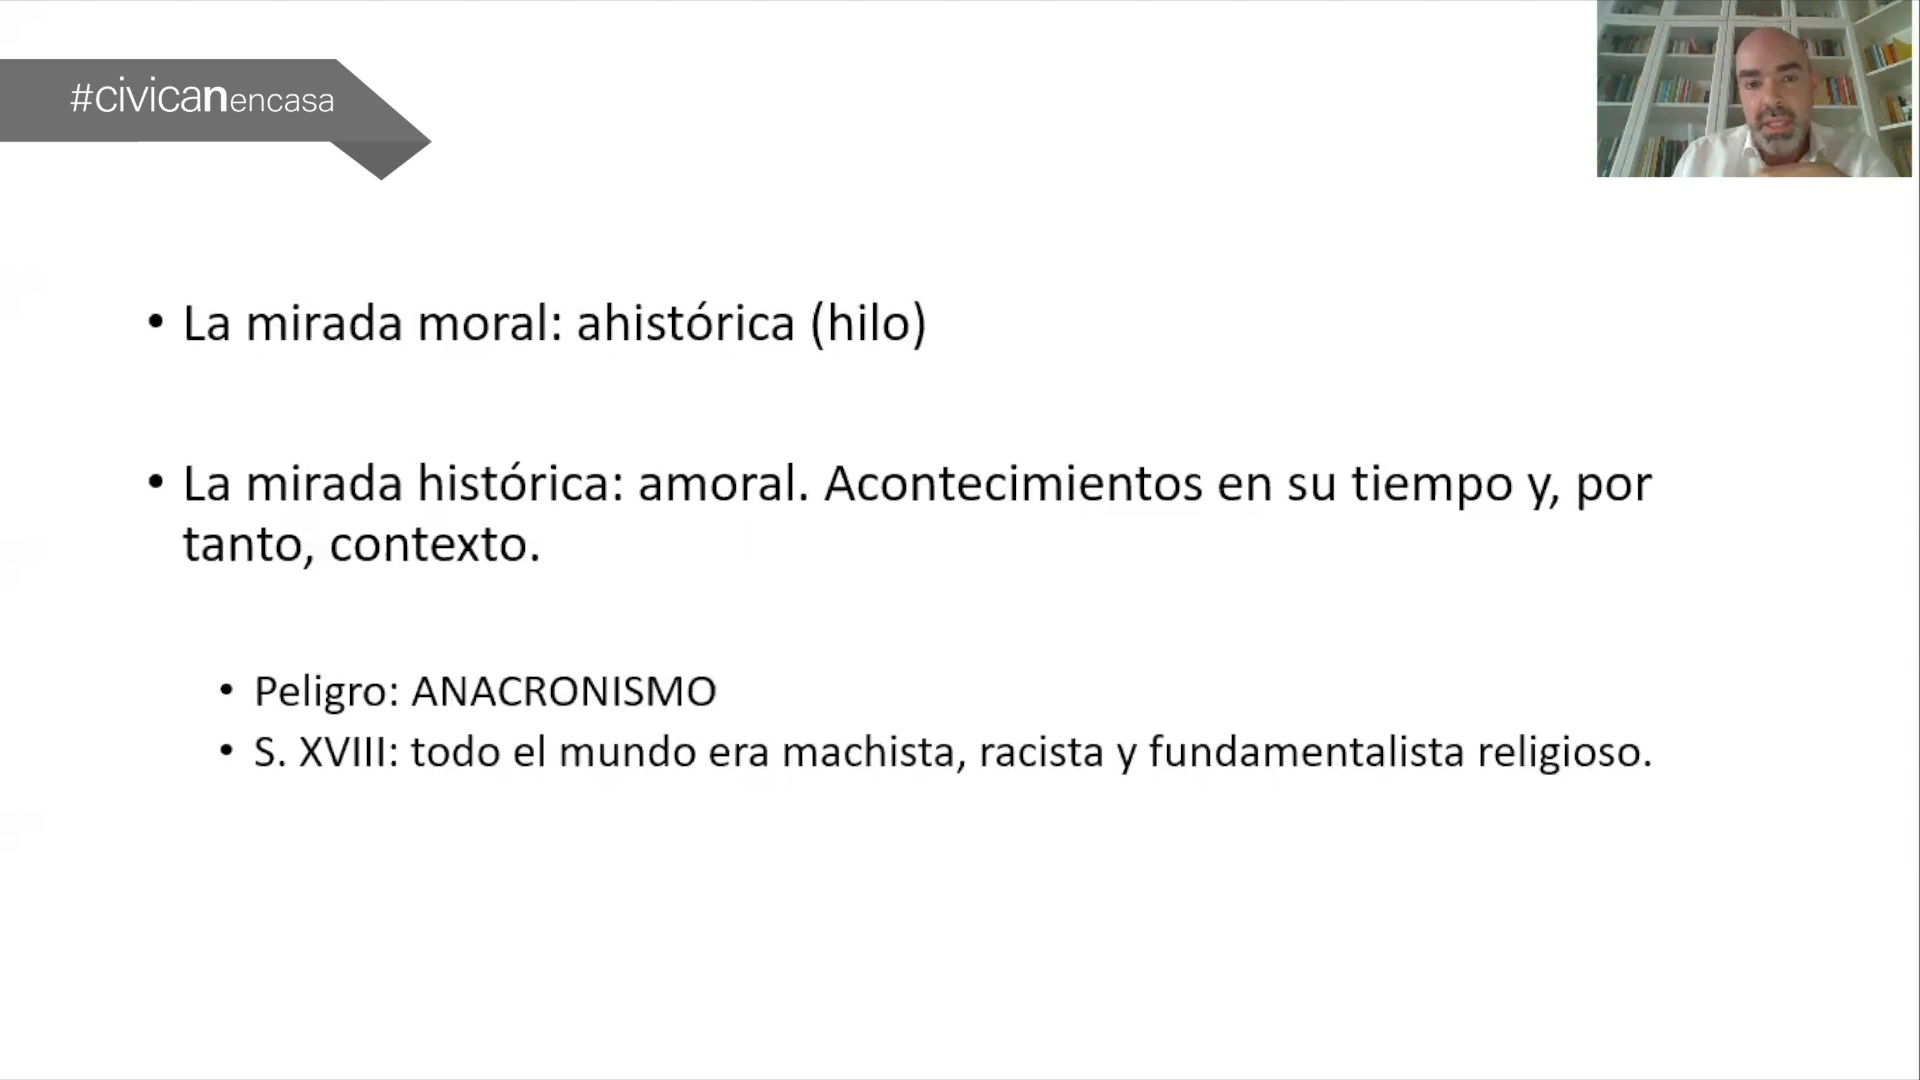 #civicanencasa
• La mirada moral: ahistórica (hilo)
• La mirada histórica: amoral. Acontecimientos en su tiempo y, por
tanto, contexto.
• Peligro: ANACRONISMO
• S. XVIII: todo el mundo era machista, racista y fundamentalista religioso.